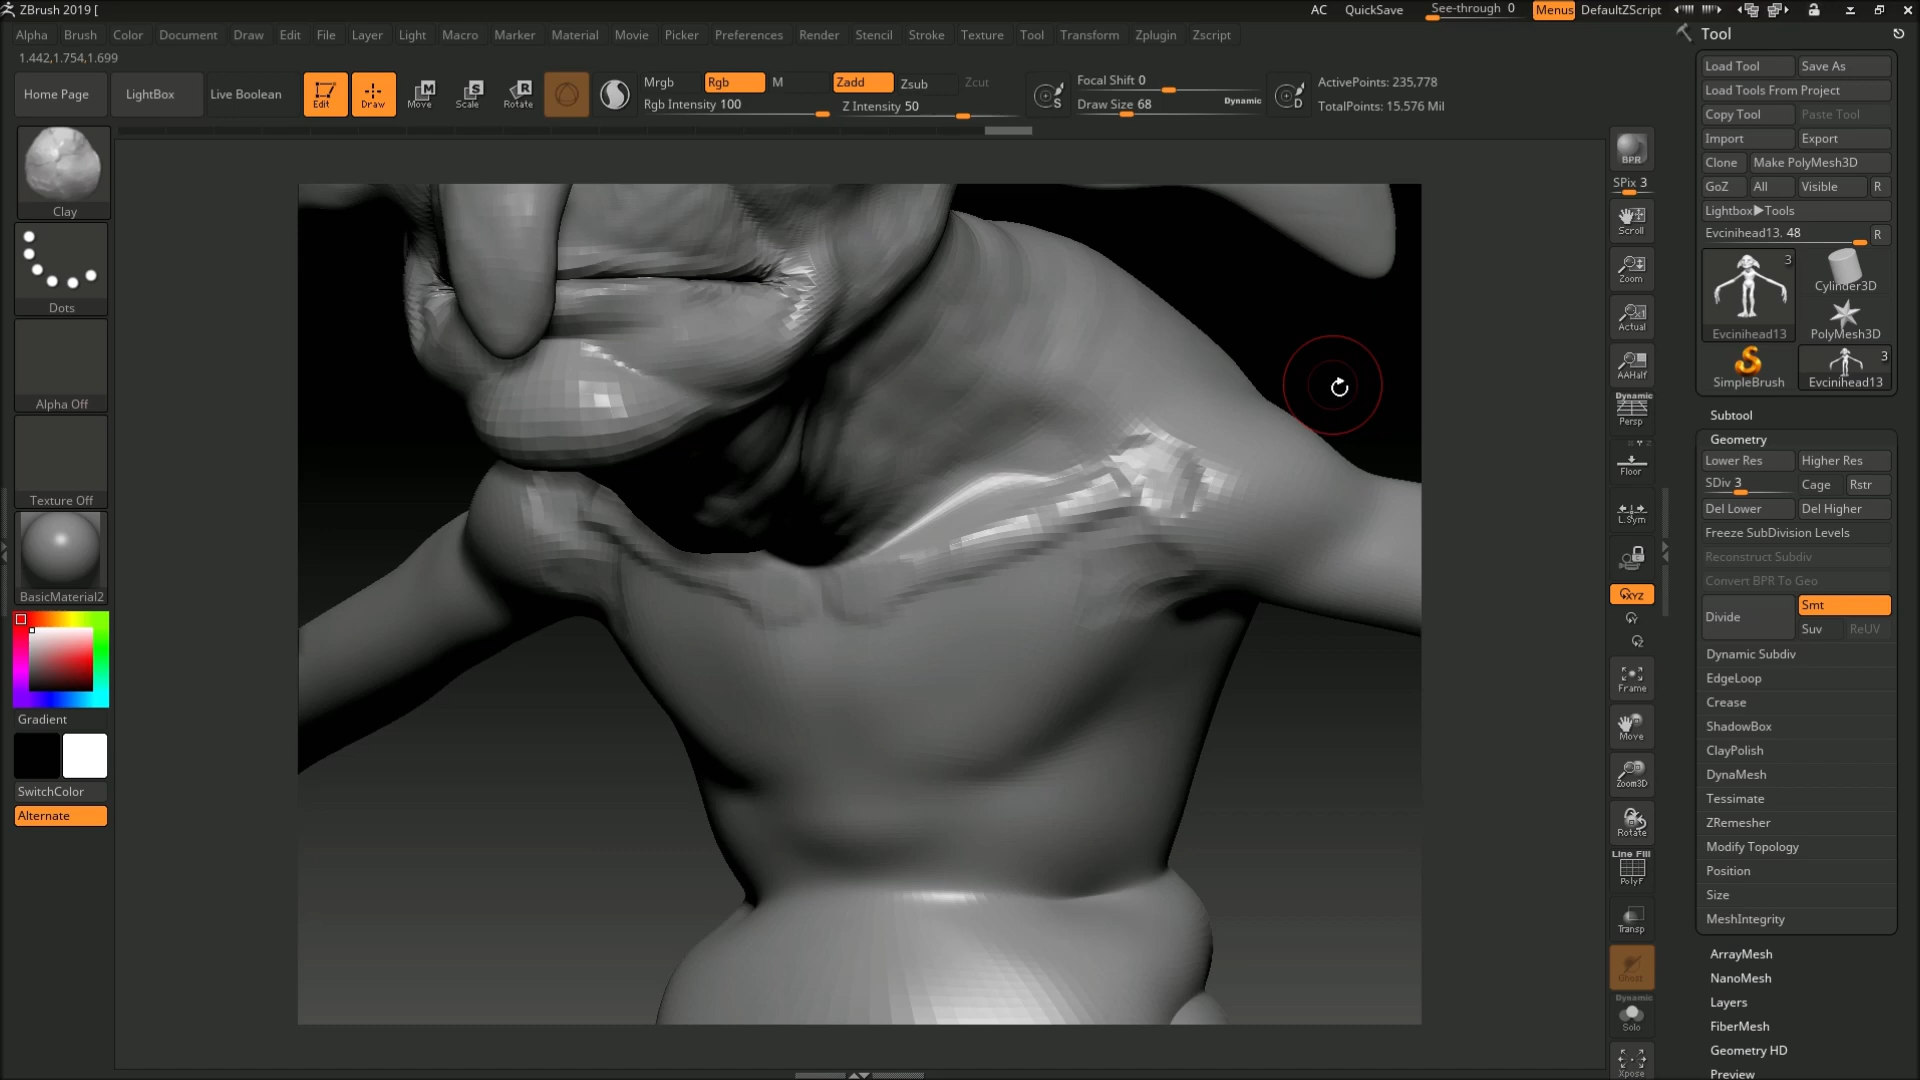 ZBrush 2019 [
AC QuickSave See-through 0 Menus DefaultZScript
Alpha Brush Color Document Draw Edit File Layer Light Macro Marker Material Movie Picker Preferences Render Stencil Stroke Texture Tool Transform Zplugin Zscript
1.442,1.754,1.699
Home Page LightBox Live Boolean Edit Draw Move Scale Rotate
Mrgb Rgb M Zadd Zsub Zcut
Rgb Intensity 100 Z Intensity 50
Focal Shift 0
Draw Size 68 Dynamic
ActivePoints: 235,778
TotalPoints: 15.576 Mil
Clay
Dots
Alpha Off
Texture Off
BasicMaterial2
Gradient
SwitchColor
Alternate
BPR
SPix 3
Scroll
Zoom
Actual
AAHalf
Dynamic
Persp
Floor
L.Sym
XYZ
Frame
Move
Zoom3D
Rotate
Line Fill
PolyF
Transp
Ghost
Dynamic
Solo
Xpose
Tool
Load Tool Save As
Load Tools From Project
Copy Tool Paste Tool
Import Export
Clone Make PolyMesh3D
GoZ All Visible R
Lightbox▶Tools
Evcinihead13. 48 R
3
Evcinihead13
Cylinder3D
PolyMesh3D
SimpleBrush
3
Evcinihead13
Subtool
Geometry
Lower Res Higher Res
SDiv 3 Cage Rstr
Del Lower Del Higher
Freeze SubDivision Levels
Reconstruct Subdiv
Convert BPR To Geo
Divide Smt
Suv ReUV
Dynamic Subdiv
EdgeLoop
Crease
ShadowBox
ClayPolish
DynaMesh
Tessimate
ZRemesher
Modify Topology
Position
Size
MeshIntegrity
ArrayMesh
NanoMesh
Layers
FiberMesh
Geometry HD
Preview